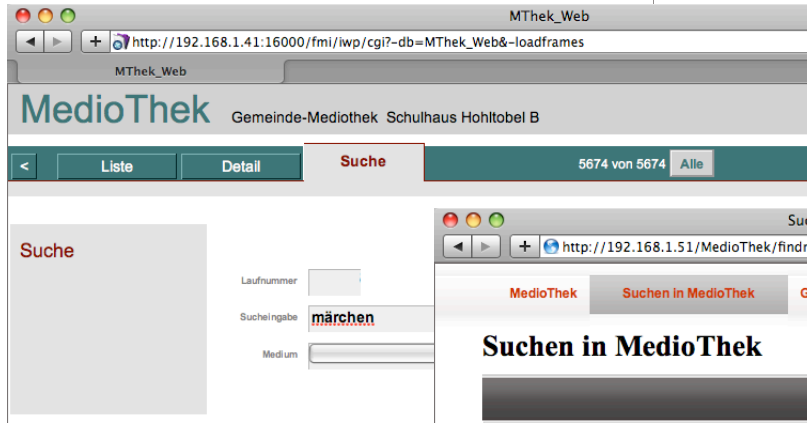 MThek_Web
http://192.168.1.41:16000/fmi/iwp/cgi?-db=MThek_Web&-loadframes
MThek_Web
MedioThek Gemeinde-Mediothek Schulhaus Hohltobel B
< Liste Detail Suche 5674 von 5674 Alle
Suche
Laufnummer
Sucheingabe märchen
Medium
http://192.168.1.51/MedioThek/
MedioThek Suchen in MedioThek
Suchen in MedioThek